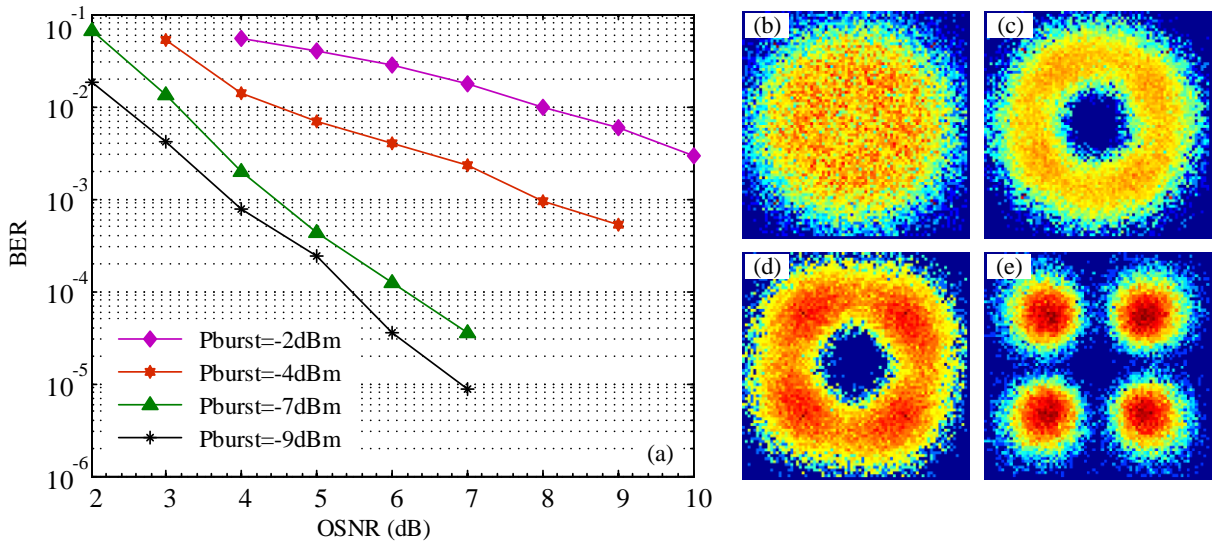 10^-1
10^-2
10^-3
10^-4
10^-5
10^-6
BER
2 3 4 5 6 7 8 9 10
OSNR (dB)
Pburst=-2dBm
Pburst=-4dBm
Pburst=-7dBm
Pburst=-9dBm
(a)
(b)
(c)
(d)
(e)